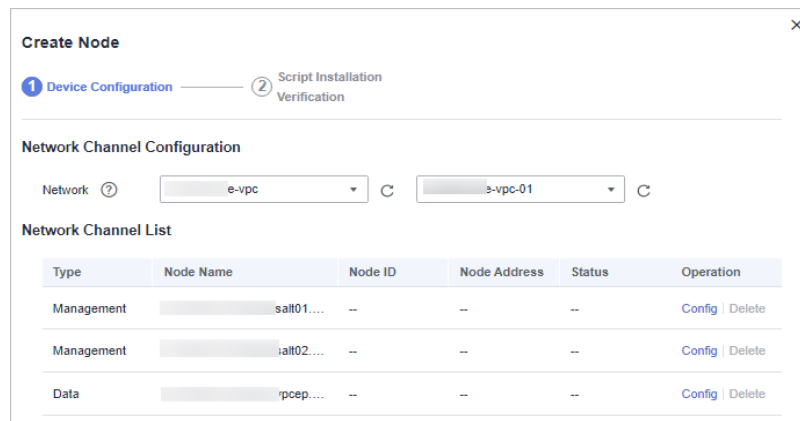 Create Node
×
1 Device Configuration
2 Script Installation
Verification
Network Channel Configuration
Network ? e-vpc e-vpc-01
Network Channel List
Type Node Name Node ID Node Address Status Operation
Management salt01.... -- -- -- Config Delete
Management salt02.... -- -- -- Config Delete
Data vpcep.... -- -- -- Config Delete